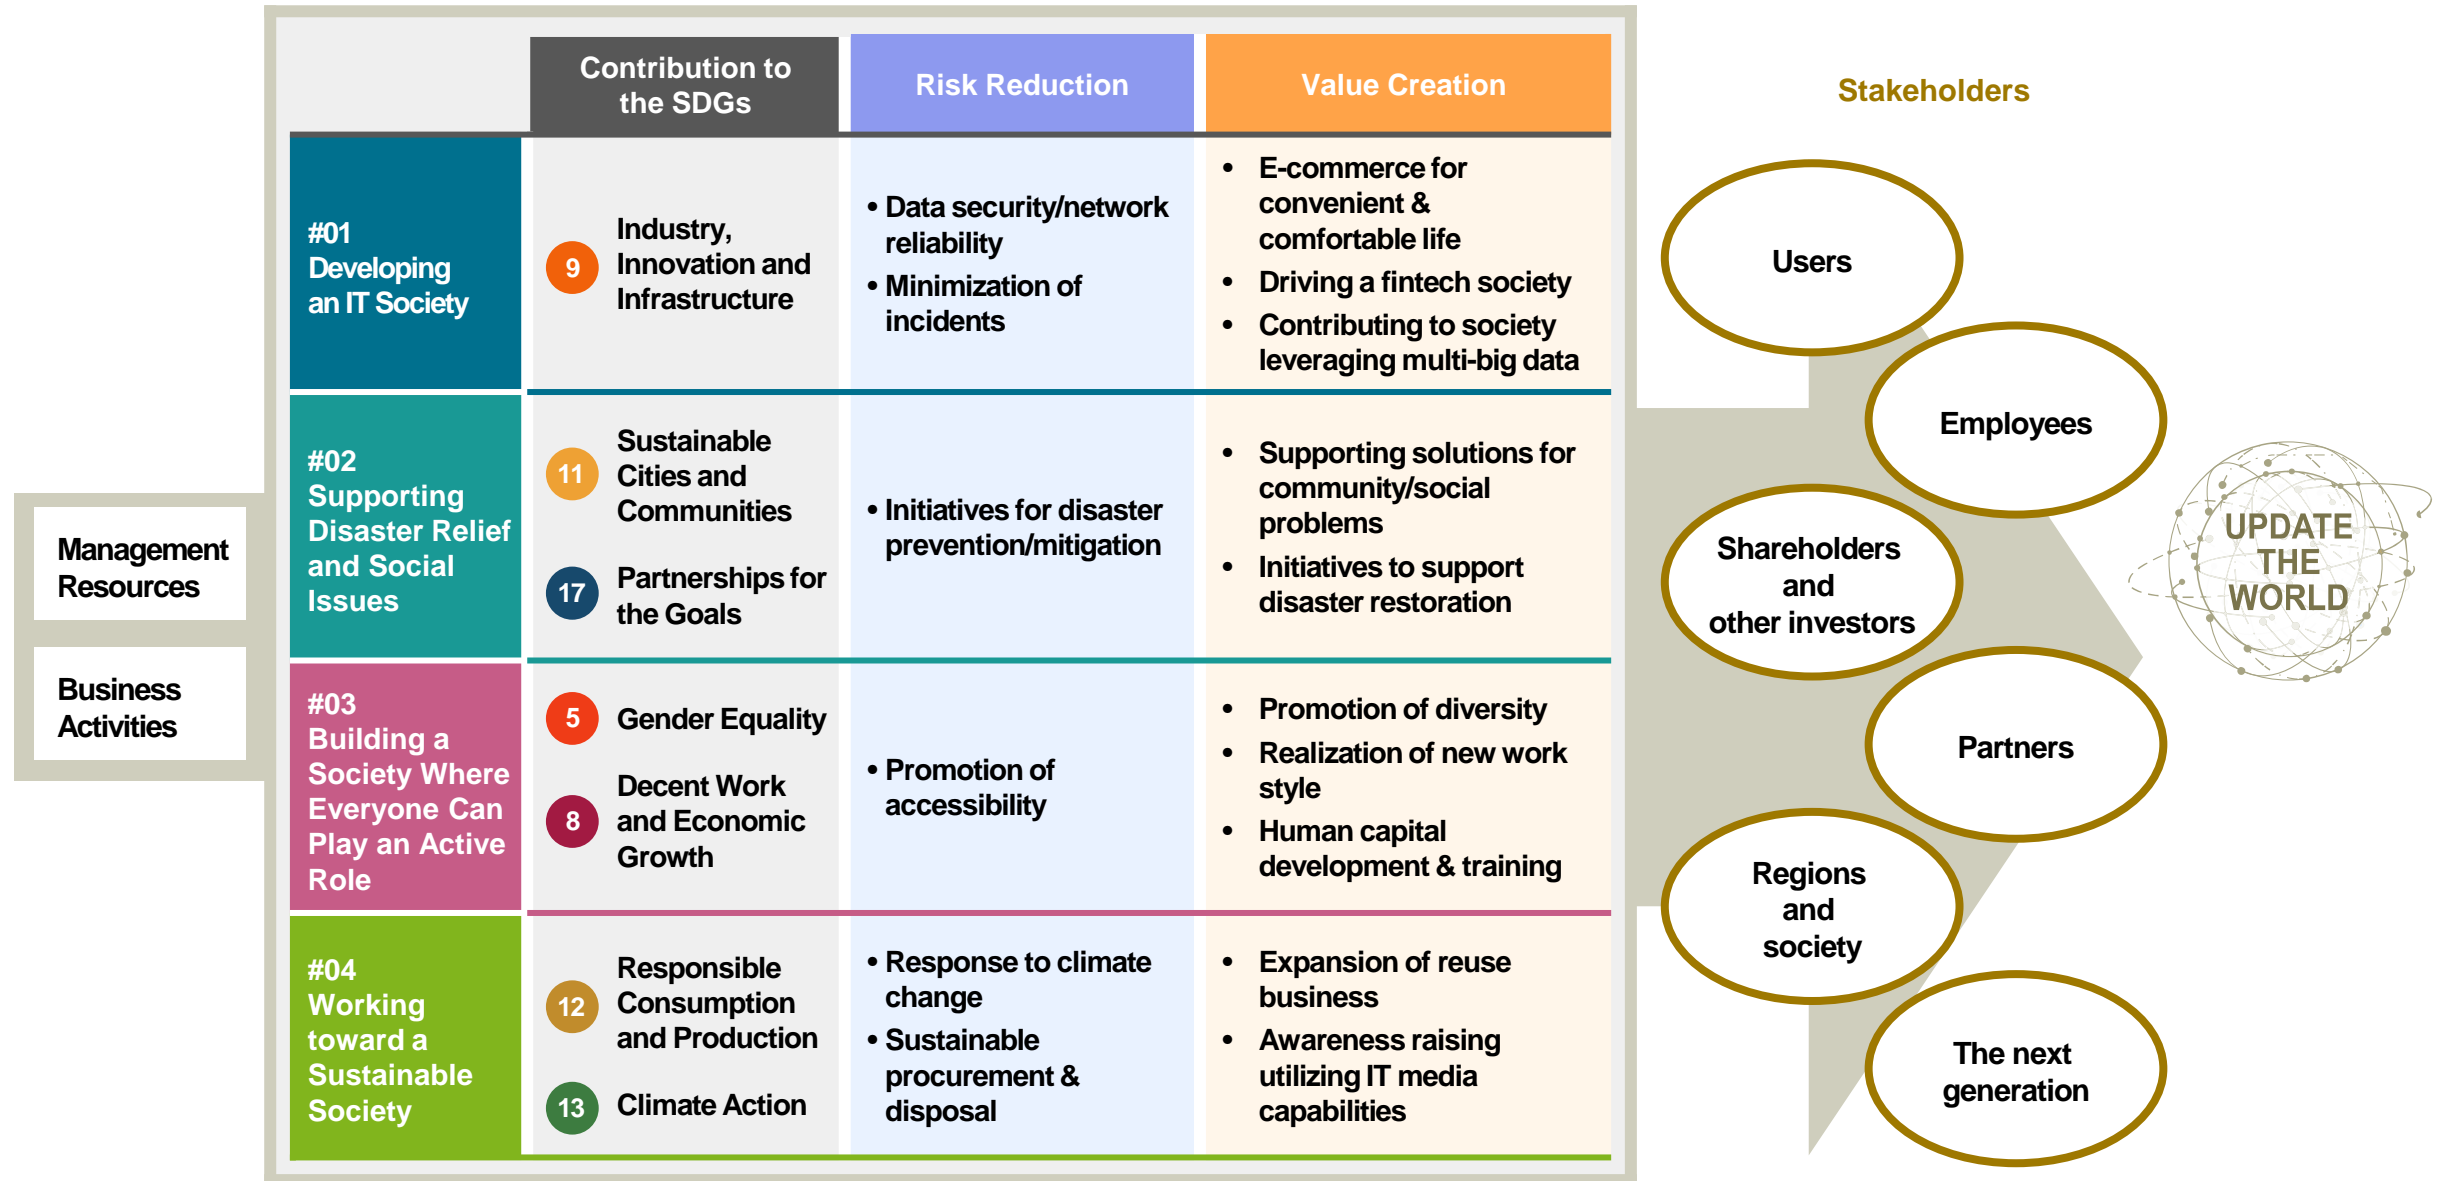 Management
Resources
Business
Activities
Contribution to
the SDGs
Risk Reduction
Value Creation
#01
Developing
an IT Society
9
Industry,
Innovation and
Infrastructure
• Data security/network
reliability
• Minimization of
incidents
• E-commerce for
convenient &
comfortable life
• Driving a fintech society
• Contributing to society
leveraging multi-big data
#02
Supporting
Disaster Relief
and Social
Issues
11
Sustainable
Cities and
Communities
17
Partnerships for
the Goals
• Initiatives for disaster
prevention/mitigation
• Supporting solutions for
community/social
problems
• Initiatives to support
disaster restoration
#03
Building a
Society Where
Everyone Can
Play an Active
Role
5
Gender Equality
8
Decent Work
and Economic
Growth
• Promotion of
accessibility
• Promotion of diversity
• Realization of new work
style
• Human capital
development & training
#04
Working
toward a
Sustainable
Society
12
Responsible
Consumption
and Production
13
Climate Action
• Response to climate
change
• Sustainable
procurement &
disposal
• Expansion of reuse
business
• Awareness raising
utilizing IT media
capabilities
Stakeholders
Users
Employees
Shareholders
and
other investors
Partners
Regions
and
society
The next
generation
UPDATE
THE
WORLD